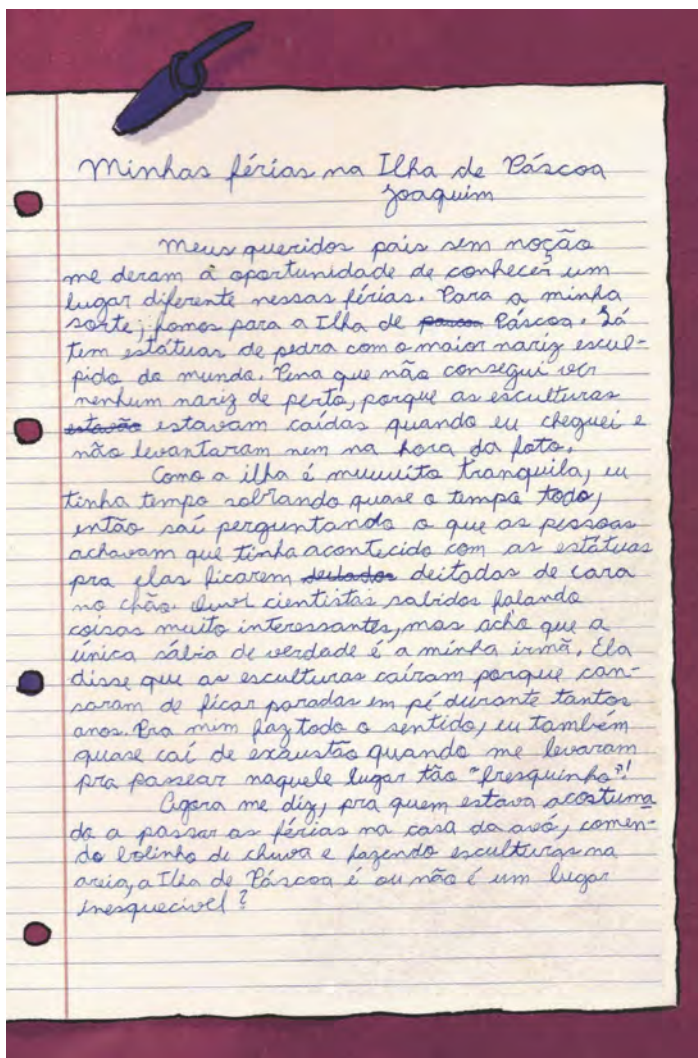 Minhas férias na Ilha de Páscoa
Joaquim
Meus queridos pais sem noção
me deram a oportunidade de conhecer um
lugar diferente nessas férias. Para a minha
sorte, fomos para a Ilha de pascoa Páscoa. Lá
tem estátuas de pedra com o maior nariz escul-
pido do mundo. Pena que não consegui ver
nenhum nariz de perto, porque as esculturas
estavão estavam caídas quando eu cheguei e
não levantaram nem na hora da foto.
Como a ilha é muuuito tranquila, eu
tinha tempo sobrando quase o tempo todo,
então saí perguntando o que as pessoas
achavam que tinha acontecido com as estátuas
pra elas ficarem deitados deitadas de cara
no chão. Ouvi cientistas sabidos falando
coisas muito interessantes, mas acho que a
única sábia de verdade é a minha irmã. Ela
disse que as esculturas caíram porque can-
saram de ficar paradas em pé durante tantos
anos. Pra mim faz todo o sentido, eu também
quase caí de exaustão quando me levaram
pra passear naquele lugar tão "fresquinho"!
Agora me diz, pra quem estava acostuma
do a passar as férias na casa da avó, comen-
do bolinho de chuva e fazendo esculturas na
areia, a Ilha de Páscoa é ou não é um lugar
inesquecível?